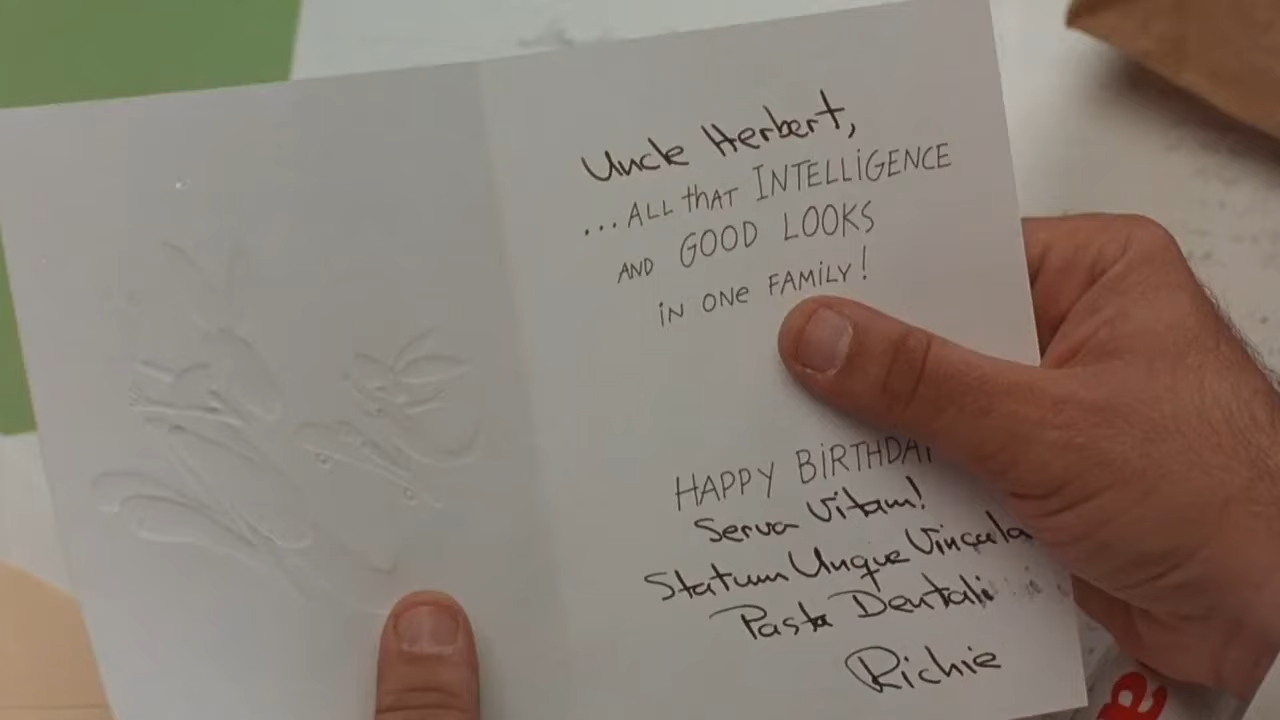 Uncle Herbert,
...ALL thAT INTELLiGENCE
AND GOOD LOOKS
iN ONe FAMiLY!
HAPPY BiRTHDAY
Serva Vitam!
Statum Unque Vincula
Pasta Dentali
Richie
a